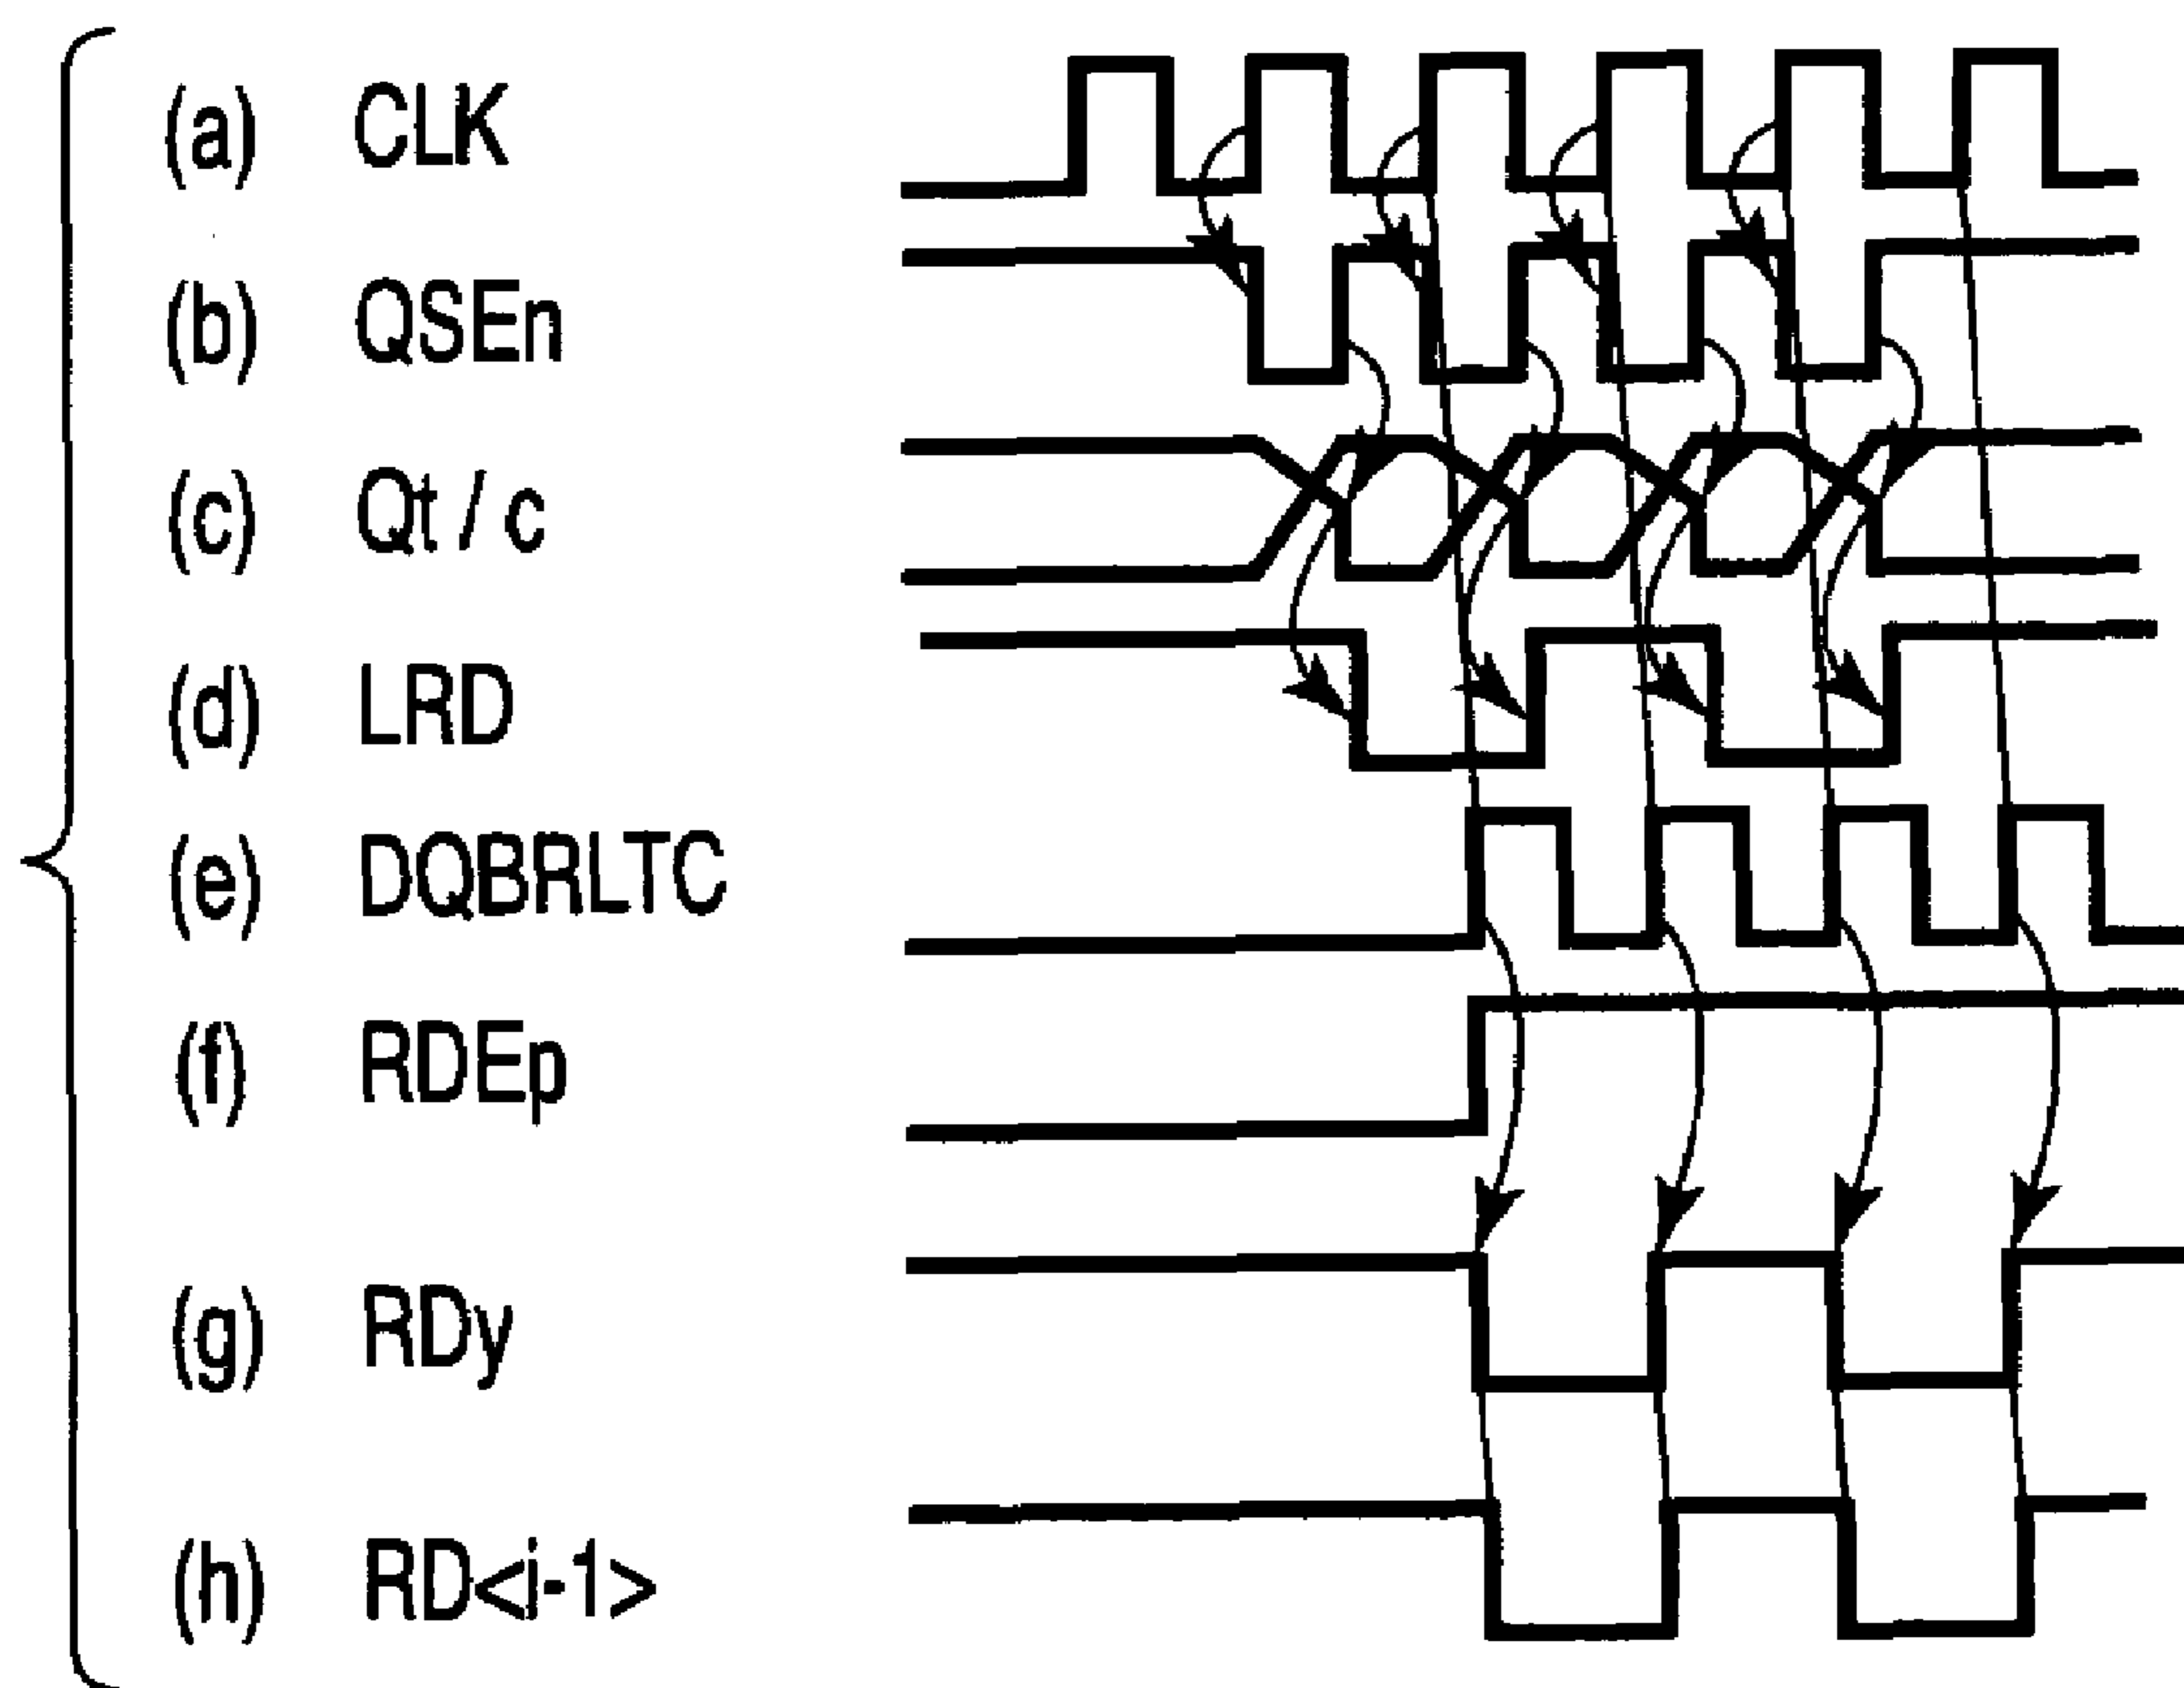 (a) CLK
(b) QSEn
(c) Qt/c
(d) LRD
(e) DQBRLTC
(f) RDEp
(g) RDy
(h) RD<i-1>